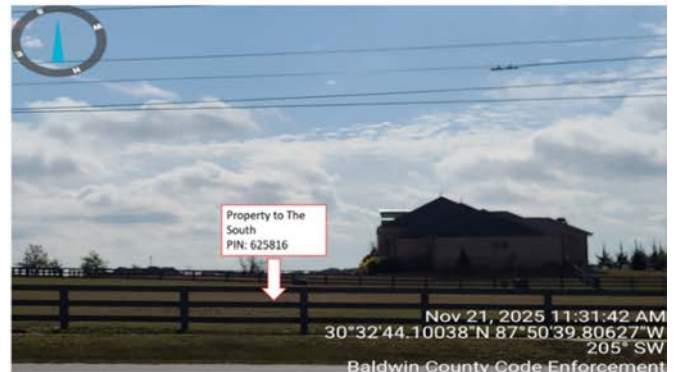 Property to The
South
PIN: 625816
Nov 21, 2025 11:31:42 AM
30°32'44.10038"N 87°50'39.80627"W
205° SW
Baldwin County Code Enforcement